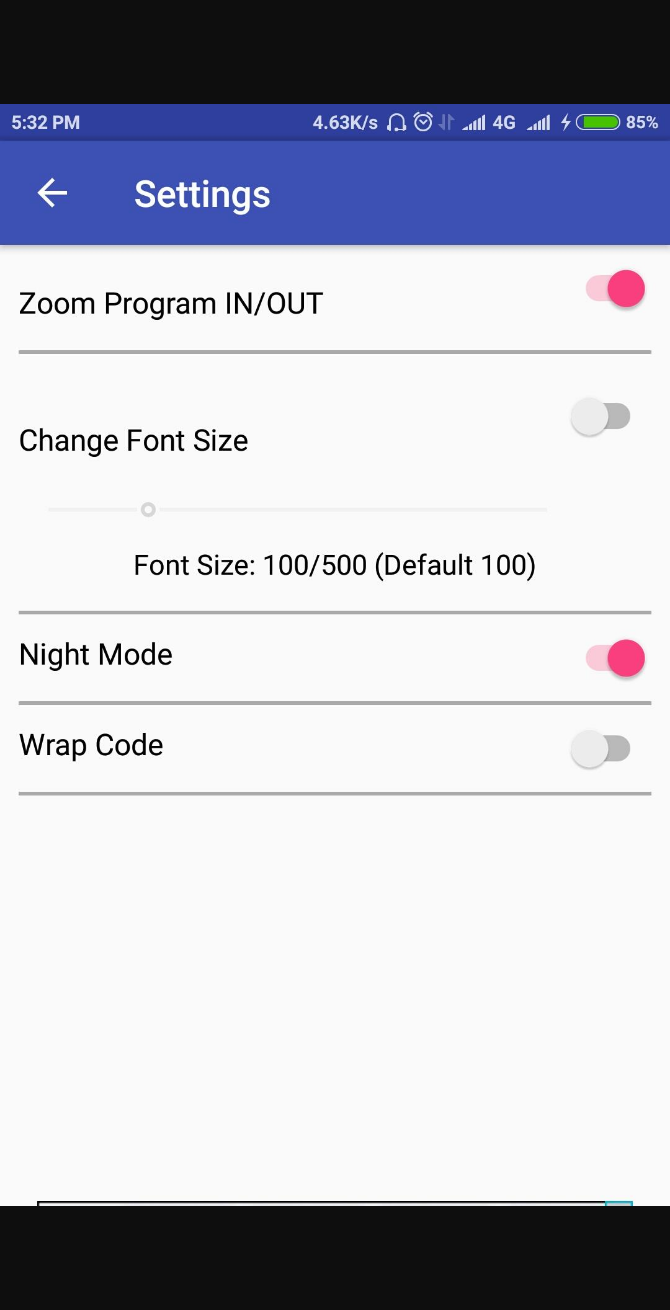 5:32 PM 4.63K/s 4G 85%
Settings
Zoom Program IN/OUT
Change Font Size
Font Size: 100/500 (Default 100)
Night Mode
Wrap Code